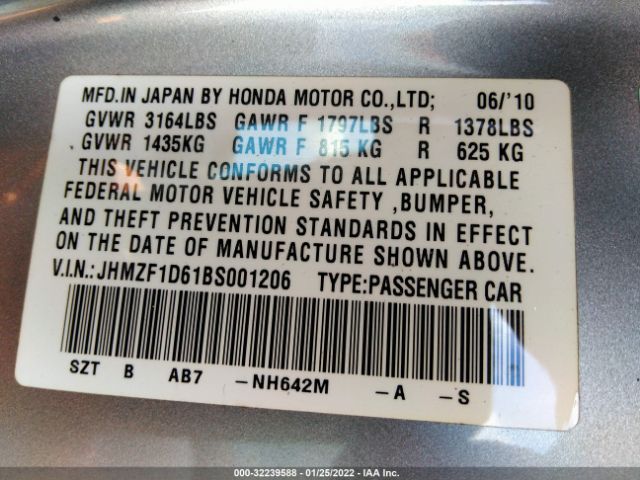 MFD.IN JAPAN BY HONDA MOTOR CO.,LTD; 06/'10
GVWR 3164LBS GAWR F 1797LBS R 1378LBS
GVWR 1435KG GAWR F 815 KG R 625 KG
THIS VEHICLE CONFORMS TO ALL APPLICABLE
FEDERAL MOTOR VEHICLE SAFETY ,BUMPER,
AND THEFT PREVENTION STANDARDS IN EFFECT
ON THE DATE OF MANUFACTURE SHOWN ABOVE.
V.I.N.:JHMZF1D61BS001206 TYPE:PASSENGER CAR
SZT B AB7 -NH642M -A -S
000-32239588 - 01/25/2022 - IAA Inc.